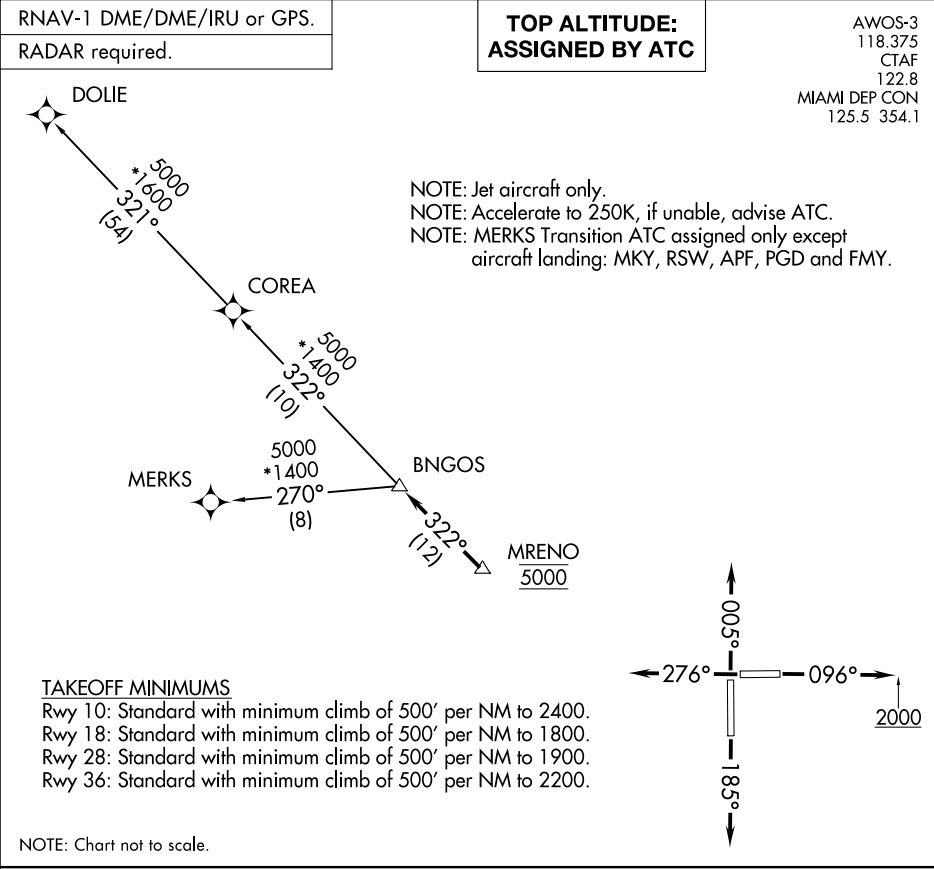 RNAV-1 DME/DME/IRU or GPS.
RADAR required.
TOP ALTITUDE:
ASSIGNED BY ATC
AWOS-3
118.375
CTAF
122.8
MIAMI DEP CON
125.5 354.1
DOLIE
5000
*1600
321°
(54)
NOTE: Jet aircraft only.
NOTE: Accelerate to 250K, if unable, advise ATC.
NOTE: MERKS Transition ATC assigned only except
aircraft landing: MKY, RSW, APF, PGD and FMY.
COREA
5000
*1400
322°
(10)
BNGOS
5000
*1400
270°
(8)
MERKS
322°
(12)
MRENO
5000
005°
276°
096°
2000
185°
TAKEOFF MINIMUMS
Rwy 10: Standard with minimum climb of 500' per NM to 2400.
Rwy 18: Standard with minimum climb of 500' per NM to 1800.
Rwy 28: Standard with minimum climb of 500' per NM to 1900.
Rwy 36: Standard with minimum climb of 500' per NM to 2200.
NOTE: Chart not to scale.